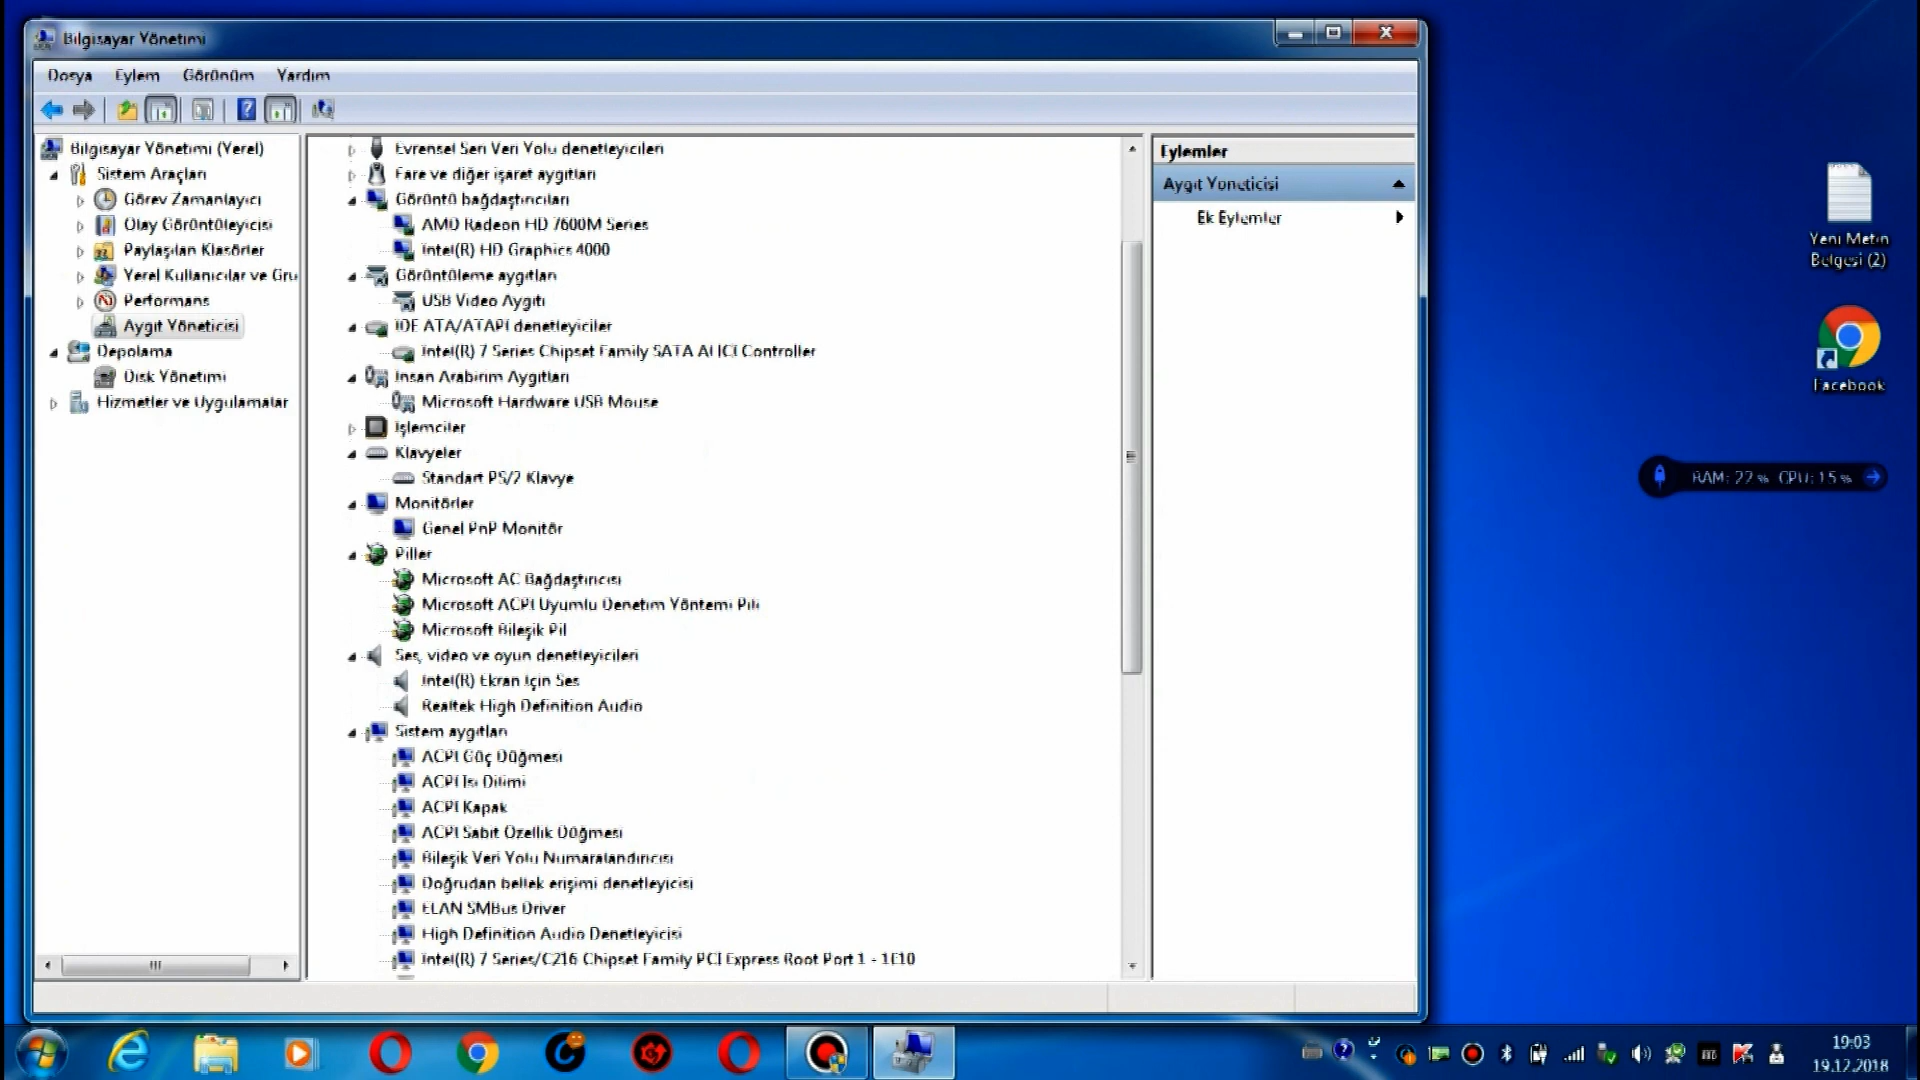 Bilgisayar Yönetimi
Dosya Eylem Görünüm Yardım
Bilgisayar Yönetimi (Yerel)
Sistem Araçları
Görev Zamanlayıcı
Olay Görüntüleyicisi
Paylaşılan Klasörler
Yerel Kullanıcılar ve Gru
Performans
Aygıt Yöneticisi
Depolama
Disk Yönetimi
Hizmetler ve Uygulamalar
Evrensel Seri Veri Yolu denetleyicileri
Fare ve diğer işaret aygıtları
Görüntü bağdaştırıcıları
AMD Radeon HD 7600M Series
Intel(R) HD Graphics 4000
Görüntüleme aygıtları
USB Video Aygıtı
IDE ATA/ATAPI denetleyiciler
Intel(R) 7 Series Chipset Family SATA AHCI Controller
İnsan Arabirim Aygıtları
Microsoft Hardware USB Mouse
İşlemciler
Klavyeler
Standart PS/2 Klavye
Monitörler
Genel PnP Monitör
Piller
Microsoft AC Bağdaştırıcısı
Microsoft ACPI Uyumlu Denetim Yöntemi Pili
Microsoft Bileşik Pil
Ses, video ve oyun denetleyicileri
Intel(R) Ekran İçin Ses
Realtek High Definition Audio
Sistem aygıtları
ACPI Güç Düğmesi
ACPI Isı Dilimi
ACPI Kapak
ACPI Sabit Özellik Düğmesi
Bileşik Veri Yolu Numaralandırıcısı
Doğrudan bellek erişimi denetleyicisi
ELAN SMBus Driver
High Definition Audio Denetleyicisi
Intel(R) 7 Series/C216 Chipset Family PCI Express Root Port 1 - 1E10
Eylemler
Aygıt Yöneticisi
Ek Eylemler
Yeni Metin
Belgesi (2)
Facebook
RAM: 22 % CPU: 15 %
19:03
19.12.2018